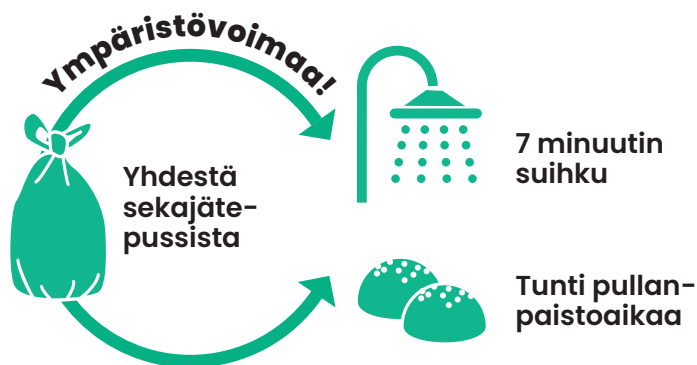 Ympäristövoimaa!
Yhdestä
sekajäte-
pussista
7 minuutin
suihku
Tunti pullan-
paistoaikaa